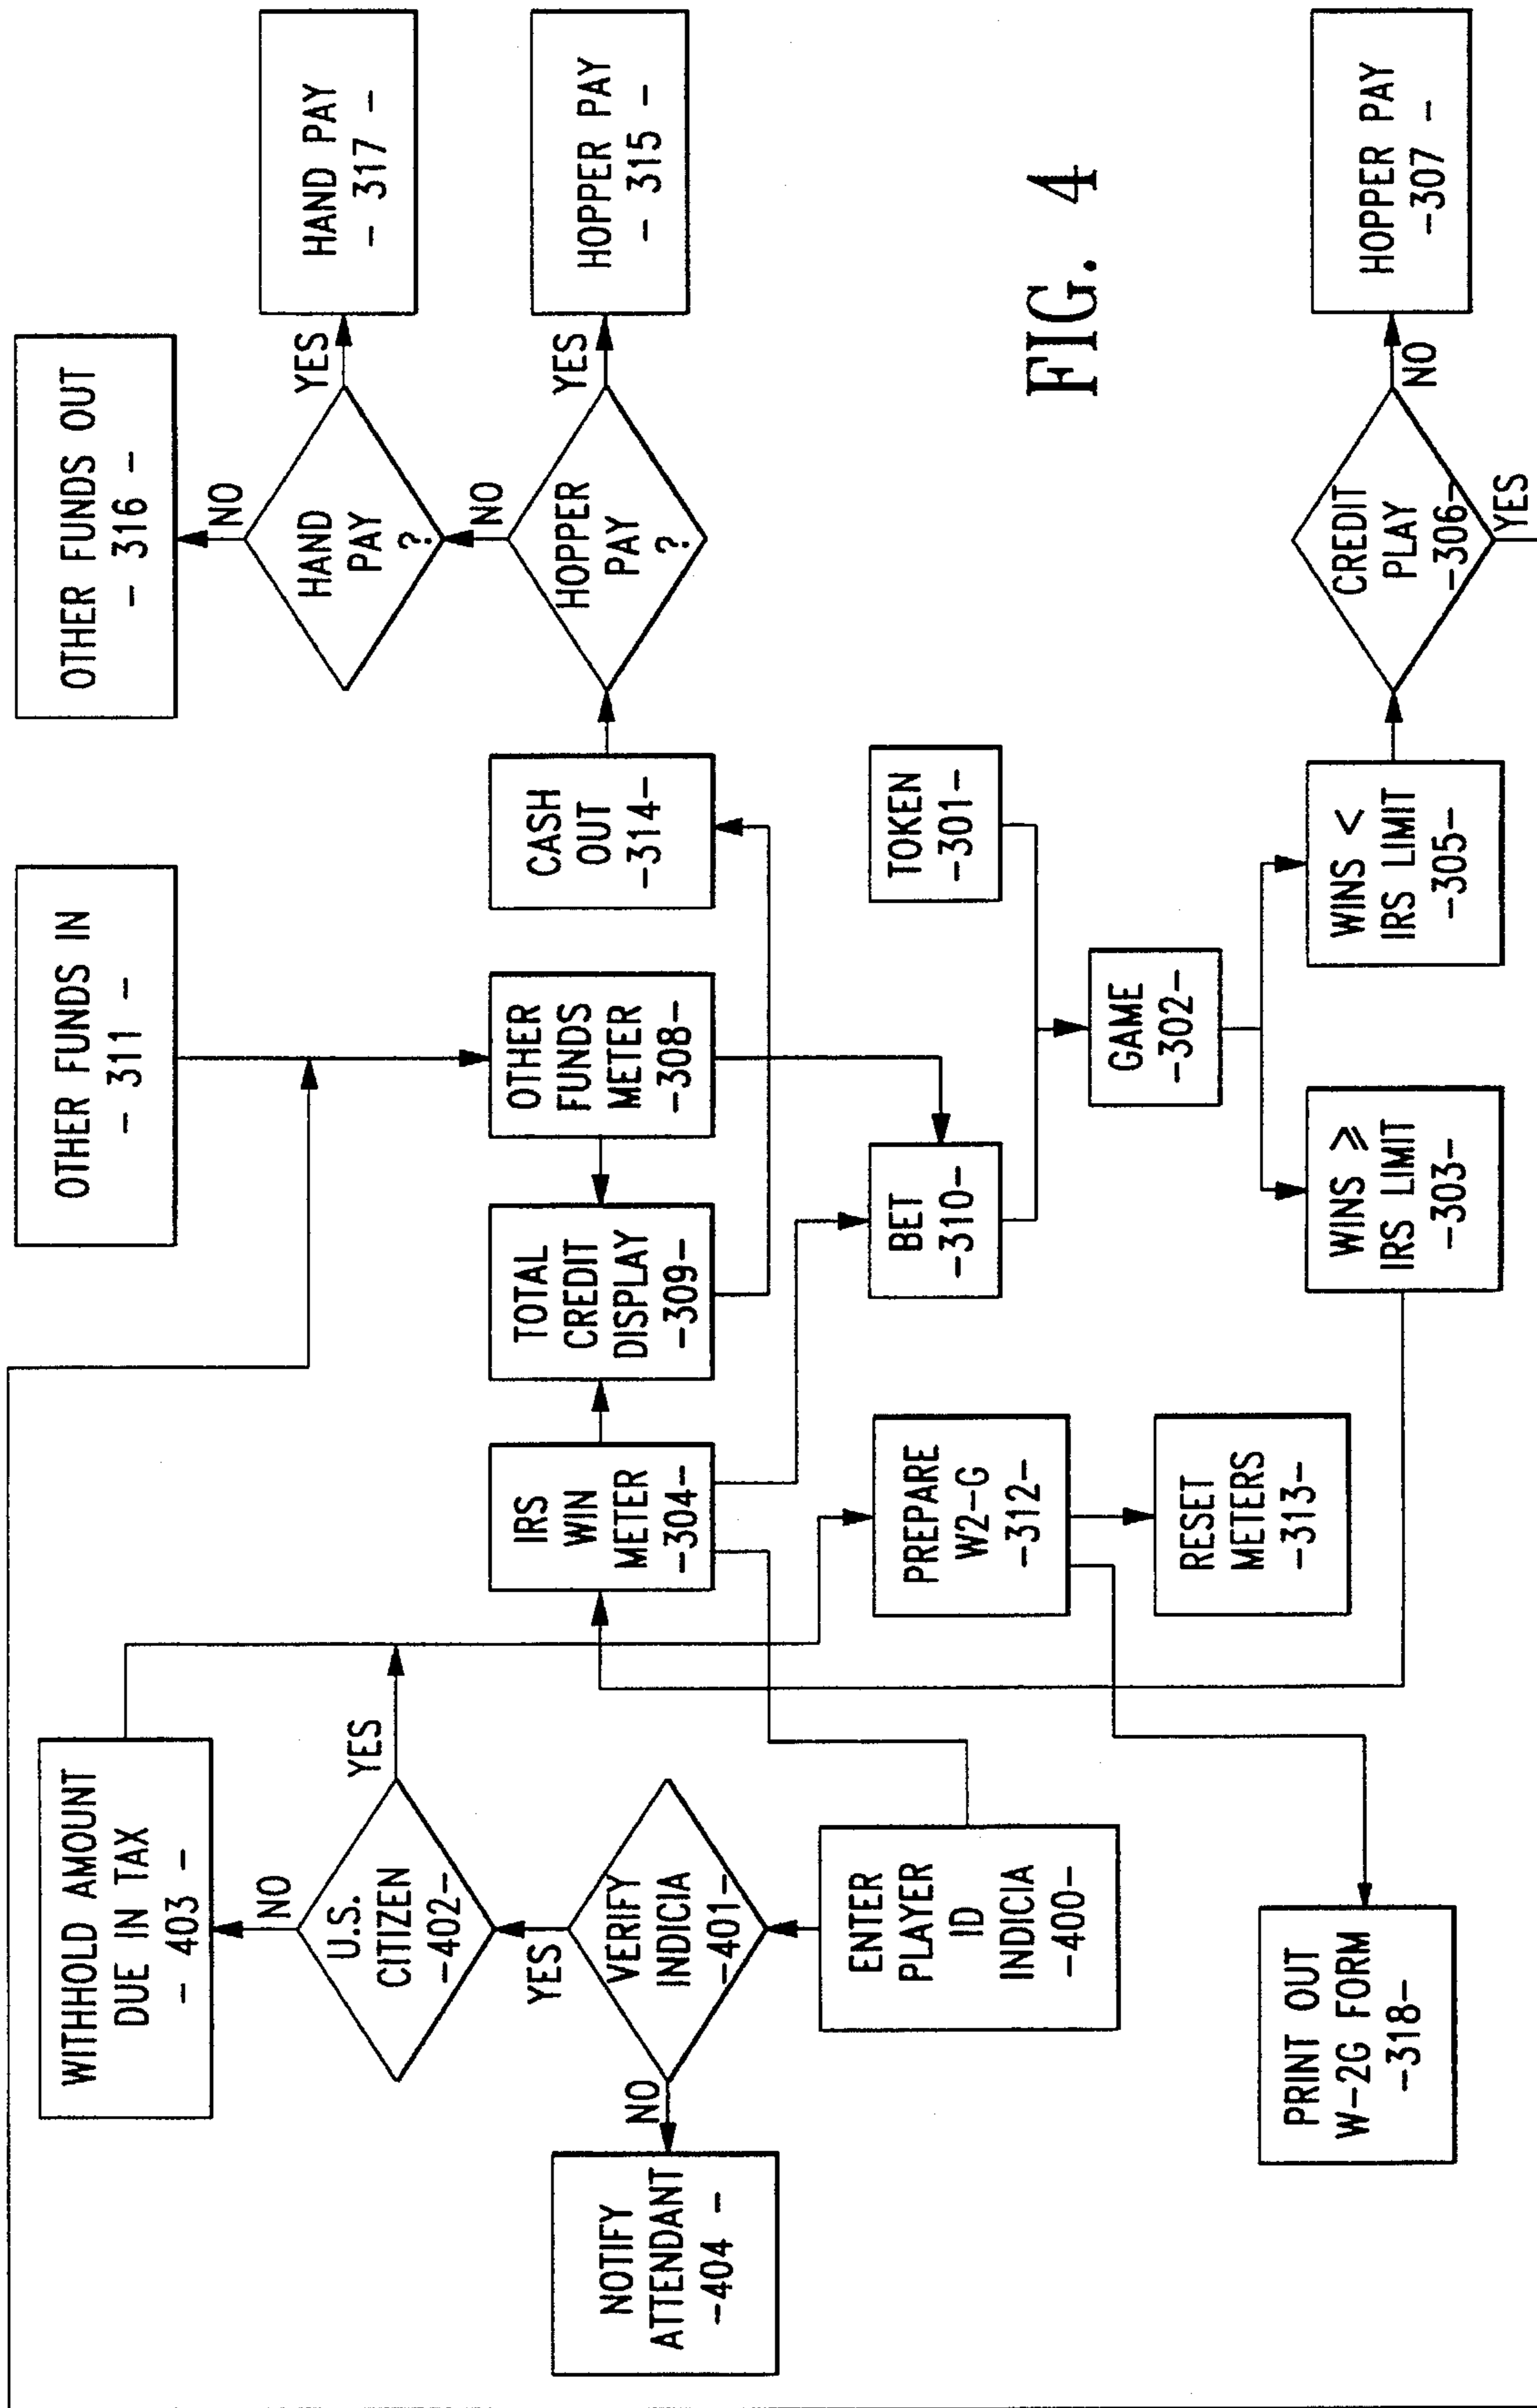 WITHHOLD AMOUNT
DUE IN TAX
- 403 -
OTHER FUNDS IN
- 311 -
OTHER FUNDS OUT
- 316 -
NO
U.S.
CITIZEN
-402-
YES
NO
HAND
PAY
?
YES
HAND PAY
- 317 -
YES
NO
NOTIFY
ATTENDANT
-404 -
NO
VERIFY
INDICIA
-401-
IRS
WIN
METER
-304-
TOTAL
CREDIT
DISPLAY
-309-
OTHER
FUNDS
METER
-308-
CASH
OUT
-314-
HOPPER
PAY
?
YES
HOPPER PAY
- 315 -
ENTER
PLAYER
ID
INDICIA
-400-
PREPARE
W2-G
-312-
BET
-310-
TOKEN
-301-
FIG. 4
RESET
METERS
-313-
GAME
-302-
PRINT OUT
W-2G FORM
-318-
WINS ≥
IRS LIMIT
-303-
WINS <
IRS LIMIT
-305-
CREDIT
PLAY
-306-
NO
YES
HOPPER PAY
-307 -